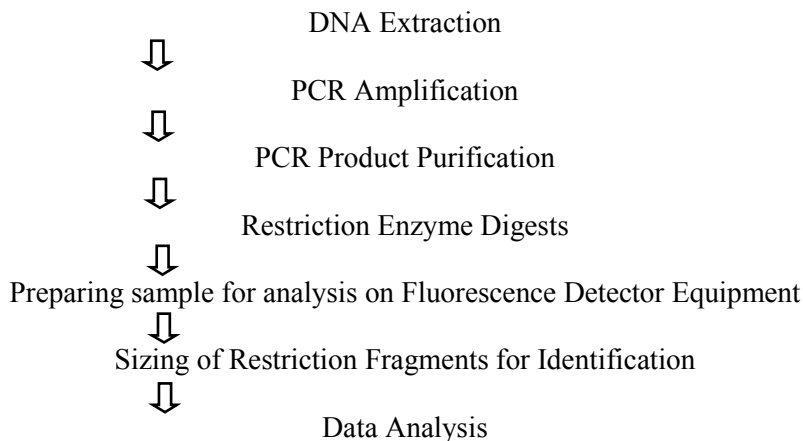 DNA Extraction
PCR Amplification
PCR Product Purification
Restriction Enzyme Digests
Preparing sample for analysis on Fluorescence Detector Equipment
Sizing of Restriction Fragments for Identification
Data Analysis